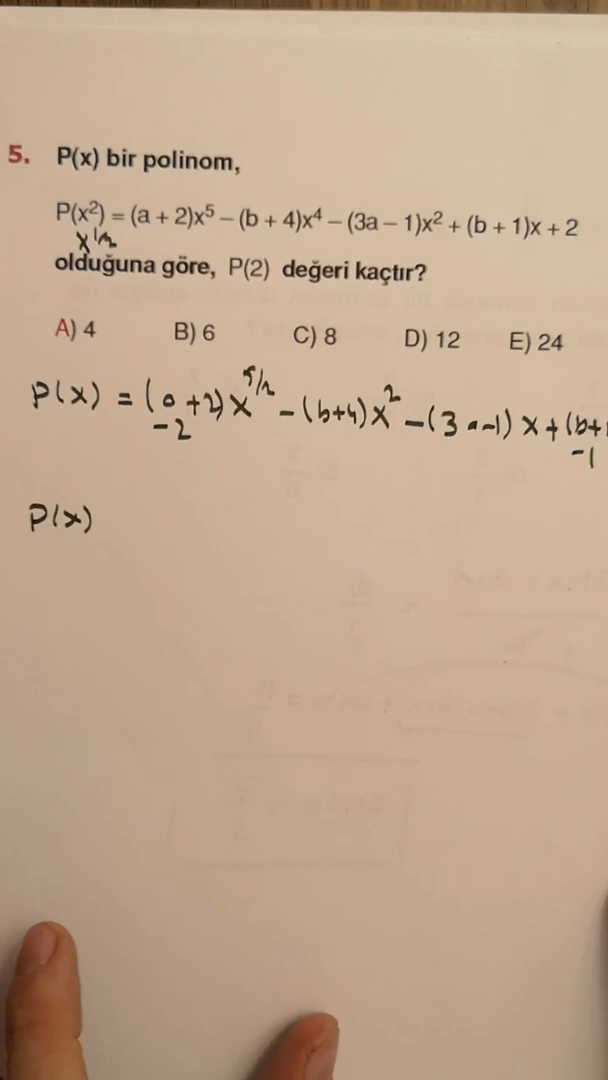 5. P(x) bir polinom,
P(x²) = (a + 2)x⁵ – (b + 4)x⁴ – (3a – 1)x² + (b + 1)x + 2
x^1/2
olduğuna göre, P(2) değeri kaçtır?
A) 4 B) 6 C) 8 D) 12 E) 24
P(x) = (a+2)x^5/2 – (b+4)x² – (3a–1)x + (b+
-2 -1
P(x)